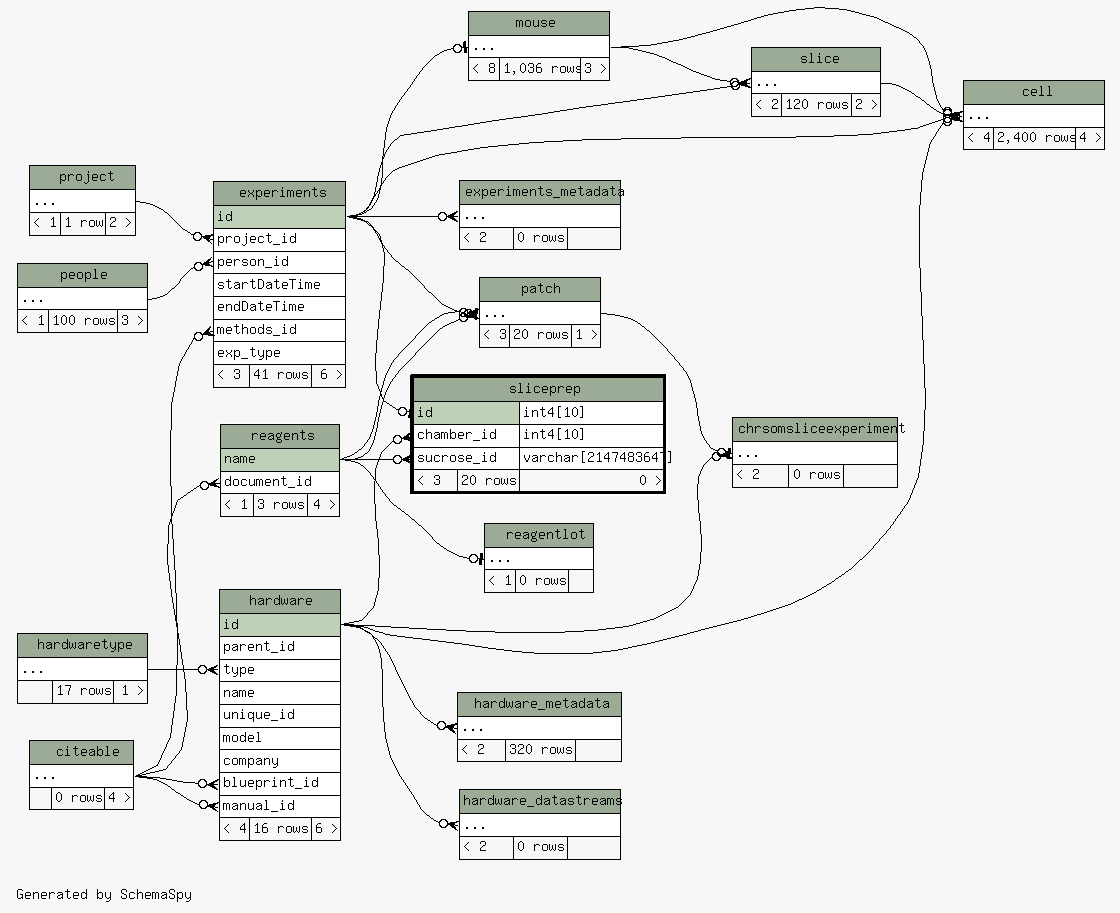 mouse
...
< 8 1,036 rows 3 >
slice
...
< 2 120 rows 2 >
cell
...
< 4 2,400 rows 4 >
project
...
< 1 1 row 2 >
experiments
id
project_id
person_id
startDateTime
endDateTime
methods_id
exp_type
< 3 41 rows 6 >
experiments_metadata
...
< 2 0 rows
people
...
< 1 100 rows 3 >
patch
...
< 3 20 rows 1 >
sliceprep
id int4[10]
chamber_id int4[10]
sucrose_id varchar[2147483647]
< 3 20 rows 0 >
reagents
name
document_id
< 1 3 rows 4 >
chrsomsliceexperiment
...
< 2 0 rows
reagentlot
...
< 1 0 rows
hardware
id
parent_id
type
name
unique_id
model
company
blueprint_id
manual_id
< 4 16 rows 6 >
hardwaretype
...
17 rows 1 >
citeable
...
0 rows 4 >
hardware_metadata
...
< 2 320 rows
hardware_datastreams
...
< 2 0 rows
Generated by SchemaSpy